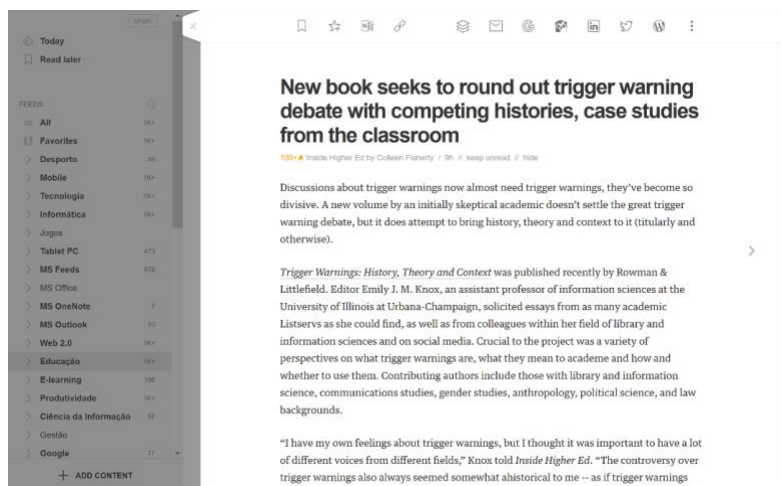 Today
Read later
FEEDS
All 1K+
Favorites 1K+
Desporto 49
Mobile 1K+
Tecnologia 1K+
Informática 1K+
Jogos
Tablet PC 473
MS Feeds 679
MS Office
MS OneNote 7
MS Outlook 10
Web 2.0 1K+
Educação 1K+
E-learning 156
Produtividade 1K+
Ciência da Informação 57
Gestão
Google 17
+ ADD CONTENT
New book seeks to round out trigger warning
debate with competing histories, case studies
from the classroom
100+ Inside Higher Ed by Colleen Flaherty / 9h // keep unread // hide
Discussions about trigger warnings now almost need trigger warnings, they’ve become so
divisive. A new volume by an initially skeptical academic doesn’t settle the great trigger
warning debate, but it does attempt to bring history, theory and context to it (titularly and
otherwise).
Trigger Warnings: History, Theory and Context was published recently by Rowman &
Littlefield. Editor Emily J. M. Knox, an assistant professor of information sciences at the
University of Illinois at Urbana-Champaign, solicited essays from as many academic
Listservs as she could find, as well as from colleagues within her field of library and
information sciences and on social media. Crucial to the project was a variety of
perspectives on what trigger warnings are, what they mean to academe and how and
whether to use them. Contributing authors include those with library and information
science, communications studies, gender studies, anthropology, political science, and law
backgrounds.
“I have my own feelings about trigger warnings, but I thought it was important to have a lot
of different voices from different fields,” Knox told Inside Higher Ed. “The controversy over
trigger warnings also always seemed somewhat ahistorical to me -- as if trigger warnings